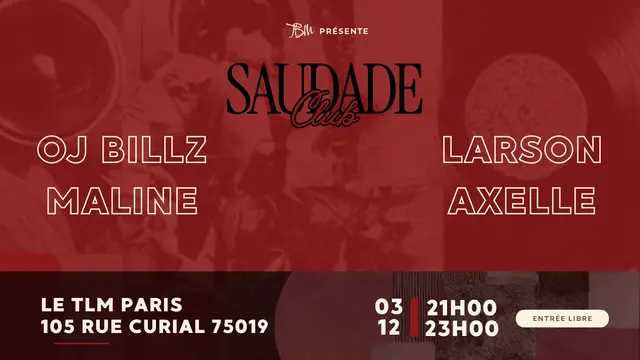 JBM PRÉSENTE
SAUDADE
Club
OJ BILLZ
MALINE
LARSON
AXELLE
LE TLM PARIS
105 RUE CURIAL 75019
03
12
21H00
23H00
ENTRÉE LIBRE